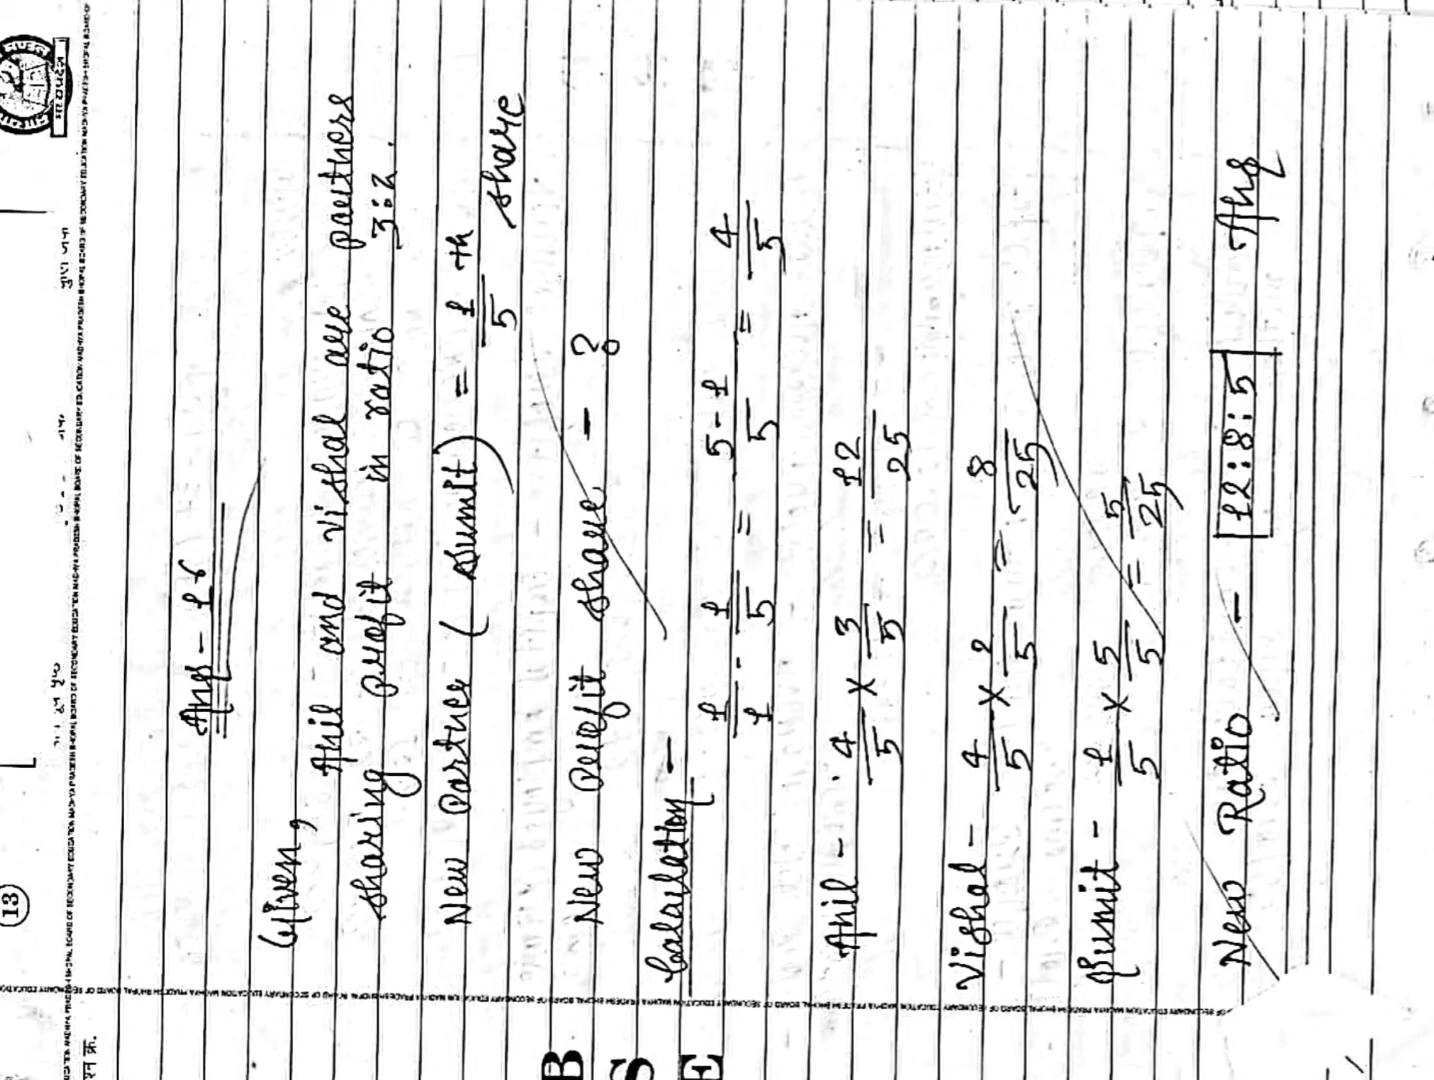 13
Ans - 16
Given,
Anil and Vishal are partners
sharing profit in ratio 3:2.
New Partner (Sumit) = 1/5 th share
New Profit share - ?
Calculation -
1/1 - 1/5 = 5-1/5 = 4/5
Anil - 4/5 × 3/5 = 12/25
Vishal - 4/5 × 2/5 = 8/25
Sumit - 1/5 × 5/5 = 5/25
New Ratio - 12:8:5 Ans
B
S
E